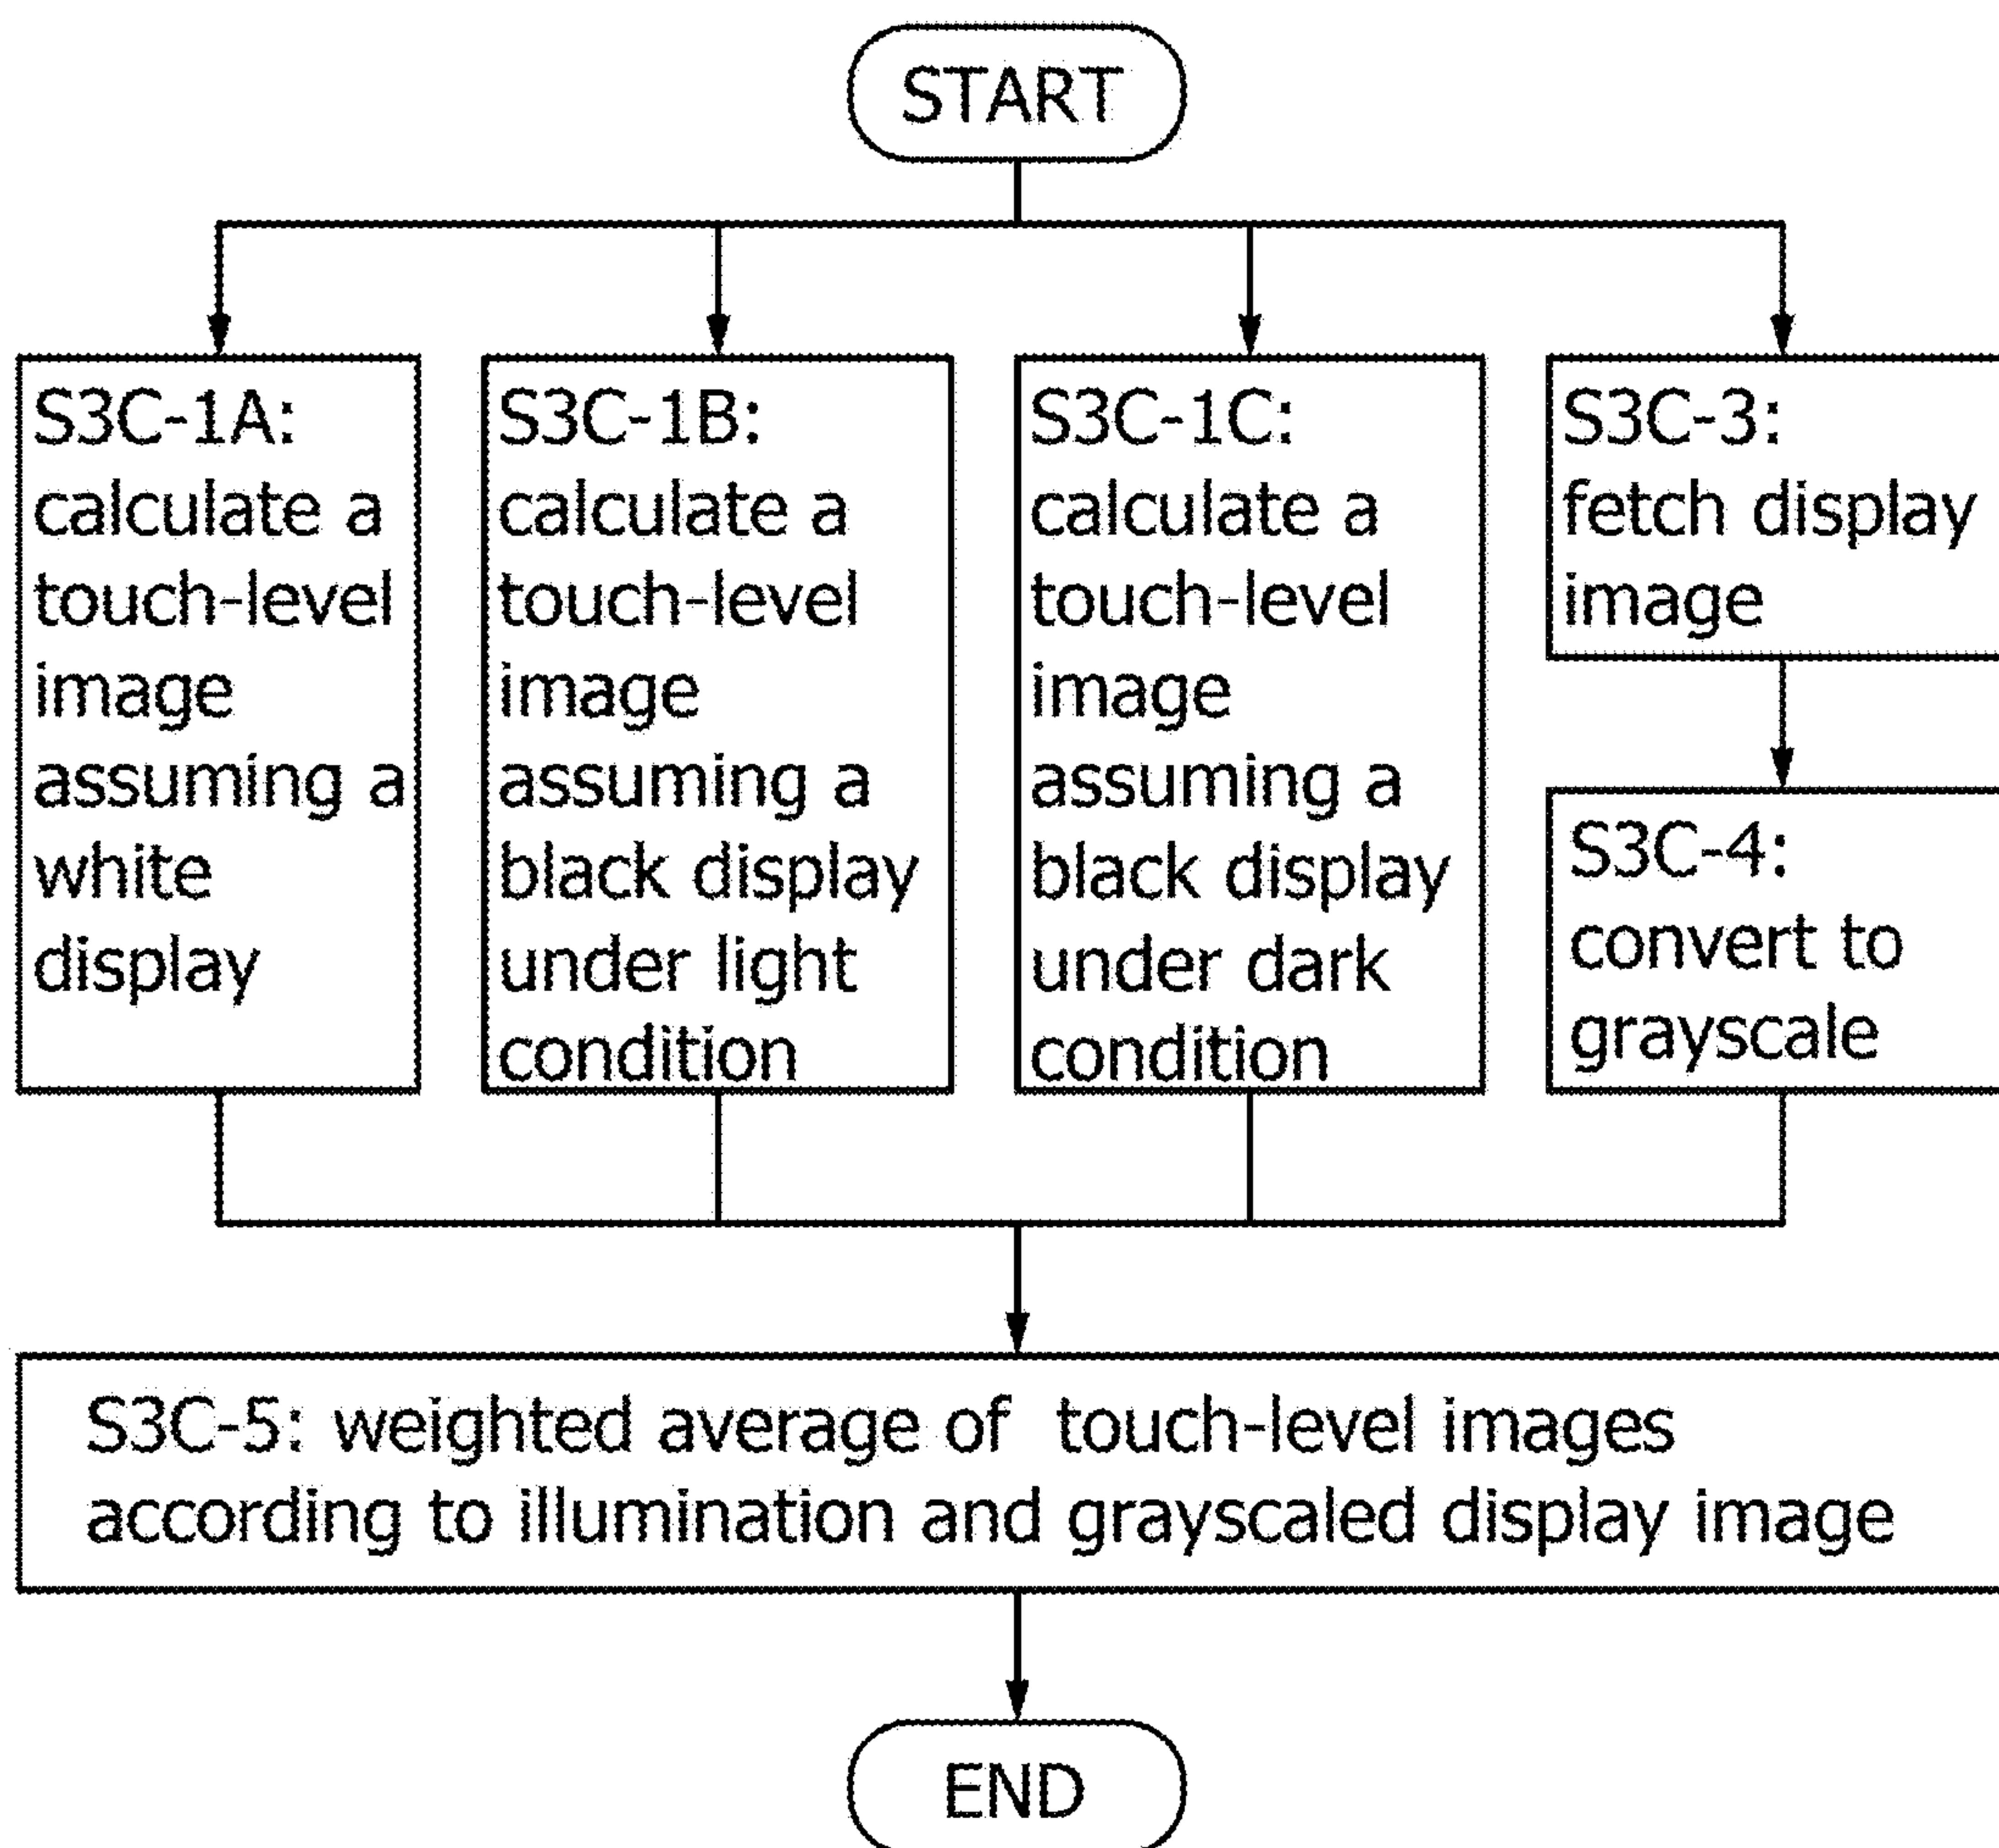 START
S3C-1A:
calculate a
touch-level
image
assuming a
white
display
S3C-1B:
calculate a
touch-level
image
assuming a
black display
under light
condition
S3C-1C:
calculate a
touch-level
image
assuming a
black display
under dark
condition
S3C-3:
fetch display
image
S3C-4:
convert to
grayscale
S3C-5: weighted average of touch-level images
according to illumination and grayscaled display image
END